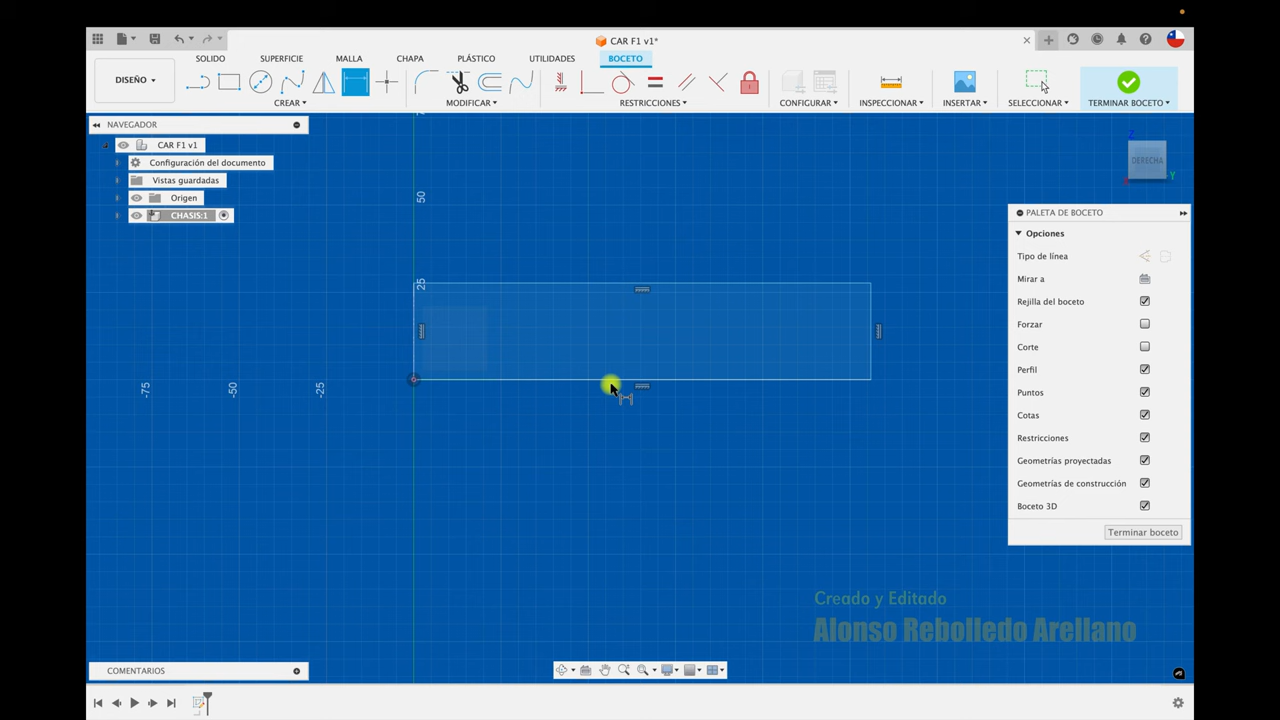 CAR F1 v1*
DISEÑO
SOLIDO
SUPERFICIE
MALLA
CHAPA
PLÁSTICO
UTILIDADES
BOCETO
CREAR
MODIFICAR
RESTRICCIONES
CONFIGURAR
INSPECCIONAR
INSERTAR
SELECCIONAR
TERMINAR BOCETO
NAVEGADOR
CAR F1 v1
Configuración del documento
Vistas guardadas
Origen
CHASIS:1
50
25
-75
-50
-25
Z
DERECHA
X
Y
PALETA DE BOCETO
Opciones
Tipo de línea
Mirar a
Rejilla del boceto
Forzar
Corte
Perfil
Puntos
Cotas
Restricciones
Geometrías proyectadas
Geometrías de construcción
Boceto 3D
Terminar boceto
Creado y Editado
Alonso Rebolledo Arellano
COMENTARIOS